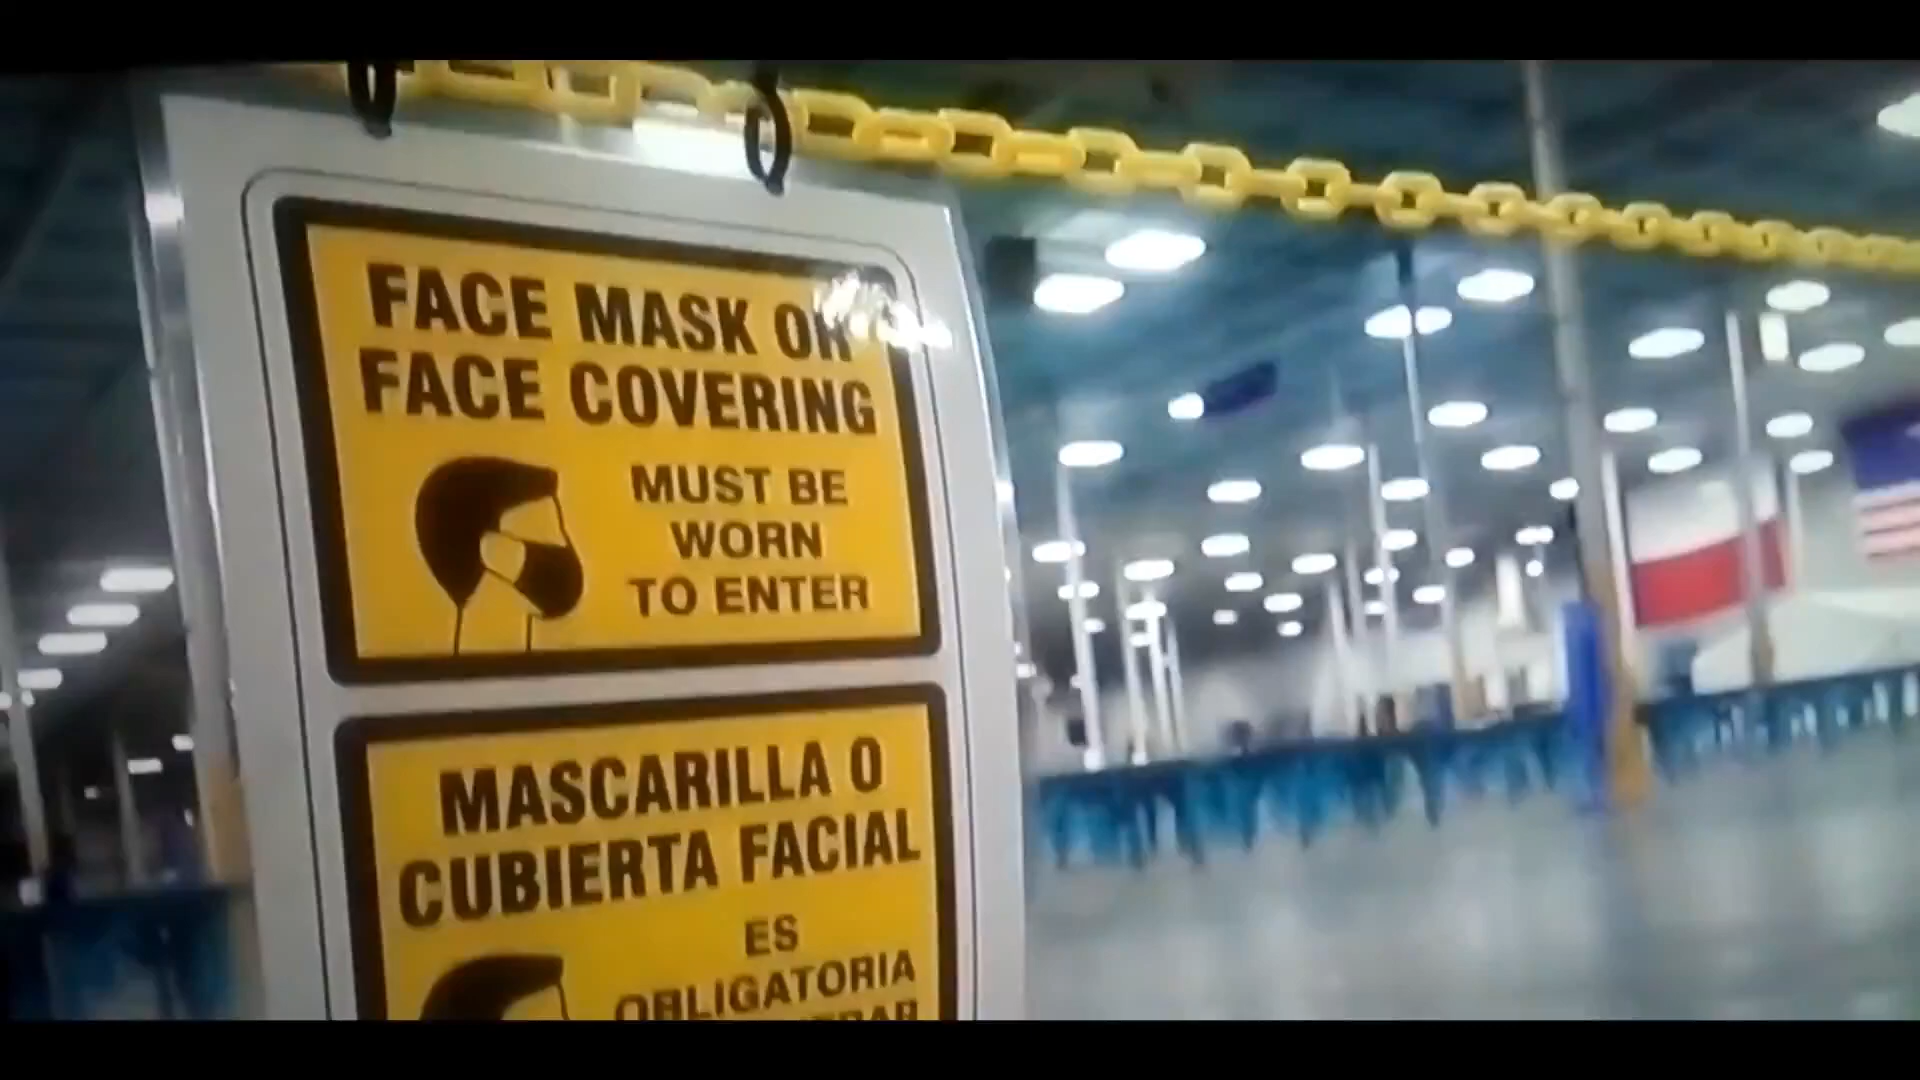 FACE MASK OR
FACE COVERING
MUST BE
WORN
TO ENTER
MASCARILLA O
CUBIERTA FACIAL
ES
OBLIGATORIA